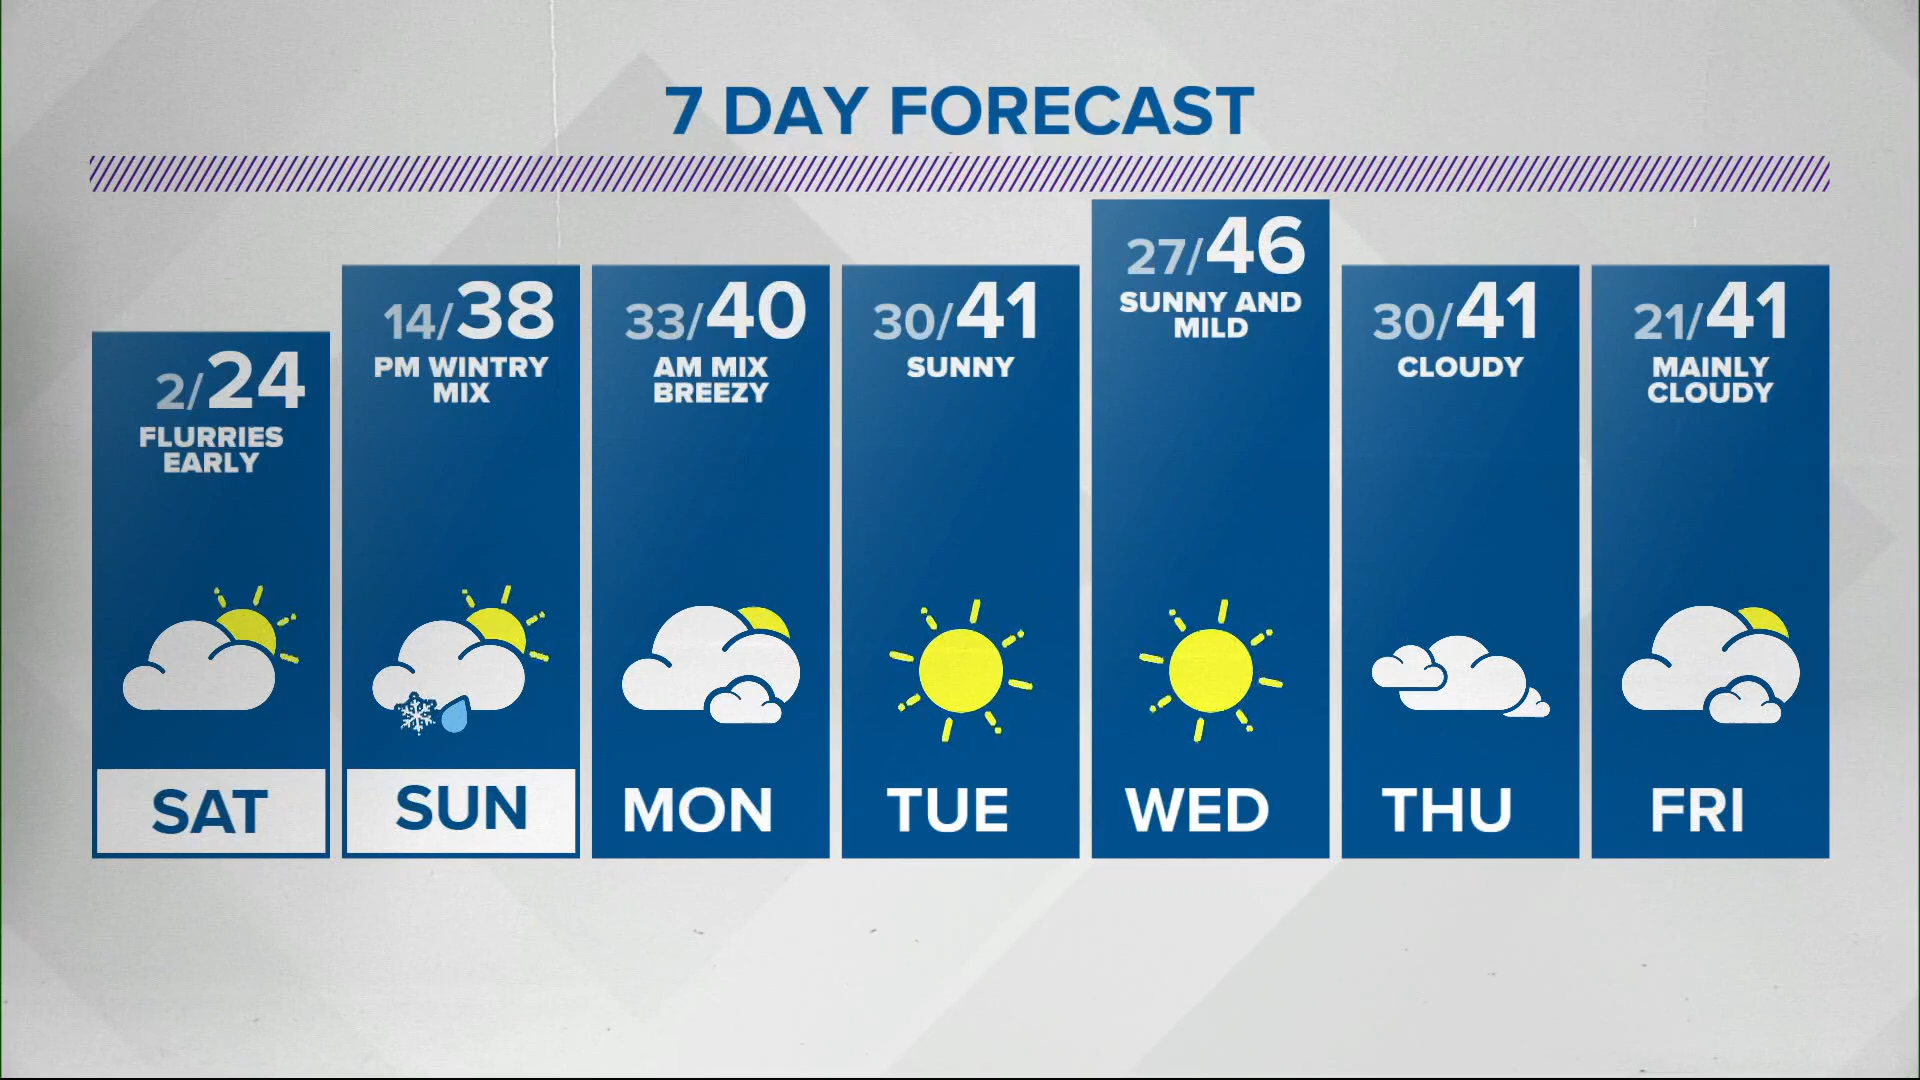 7 DAY FORECAST
2/24
FLURRIES
EARLY
SAT
14/38
PM WINTRY
MIX
SUN
33/40
AM MIX
BREEZY
MON
30/41
SUNNY
TUE
27/46
SUNNY AND
MILD
WED
30/41
CLOUDY
THU
21/41
MAINLY
CLOUDY
FRI